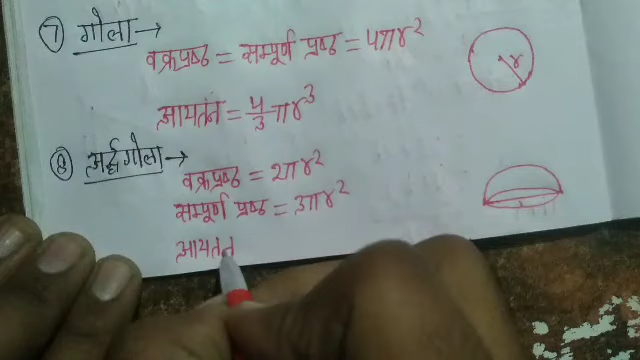 ⑦ गोला →
वक्रपृष्ठ = सम्पूर्ण पृष्ठ = 4πr²
r
आयतन = 4/3 πr³
⑧ अर्द्धगोला →
वक्रपृष्ठ = 2πr²
सम्पूर्ण पृष्ठ = 3πr²
आयतन